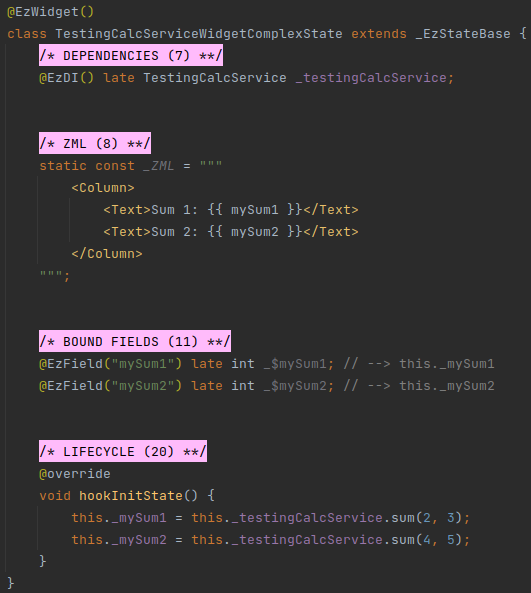 @EzWidget()
class TestingCalcServiceWidgetComplexState extends _EzStateBase {
    /* DEPENDENCIES (7) **/
    @EzDI() late TestingCalcService _testingCalcService;
    /* ZML (8) **/
    static const _ZML = """
        <Column>
            <Text>Sum 1: {{ mySum1 }}</Text>
            <Text>Sum 2: {{ mySum2 }}</Text>
        </Column>
    """;
    /* BOUND FIELDS (11) **/
    @EzField("mySum1") late int _$mySum1; // --> this._mySum1
    @EzField("mySum2") late int _$mySum2; // --> this._mySum2
    /* LIFECYCLE (20) **/
    @override
    void hookInitState() {
        this._mySum1 = this._testingCalcService.sum(2, 3);
        this._mySum2 = this._testingCalcService.sum(4, 5);
    }
}